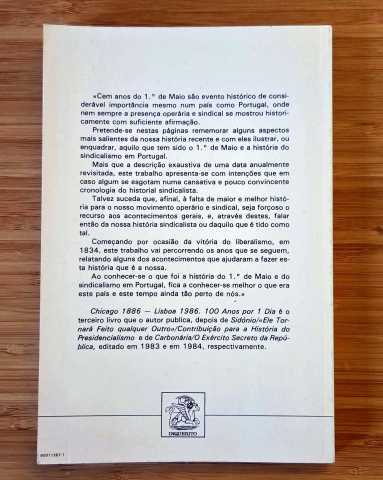 «Cem anos do 1.° de Maio são evento histórico de consi-
derável importância mesmo num país como Portugal, onde
nem sempre a presença operária e sindical se mostrou histori-
camente com suficiente afirmação.
Pretende-se nestas páginas rememorar alguns aspectos
mais salientes da nossa história recente e com eles ilustrar, ou
enquadrar, aquilo que tem sido o 1.° de Maio e a história do
sindicalismo em Portugal.
Mais que a descrição exaustiva de uma data anualmente
revisitada, este trabalho apresenta-se com intenções que em
caso algum se esgotam numa cansativa e pouco convincente
cronologia do historial sindicalista.
Talvez suceda que, afinal, à falta de maior e melhor histó-
ria para o nosso movimento operário e sindical, seja forçoso o
recurso aos acontecimentos gerais, e, através destes, falar
então da nossa história sindicalista ou daquilo que é tido como
tal.
Começando por ocasião da vitória do liberalismo, em
1834, este trabalho vai percorrendo os anos que se seguem,
relatando alguns dos acontecimentos que ajudaram a fazer es-
ta história que é a nossa.
Ao conhecer-se o que foi a história do 1.° de Maio e do
sindicalismo em Portugal, fica a conhecer-se melhor o que era
este país e este tempo ainda tão perto de nós.»
Chicago 1886 — Lisboa 1986. 100 Anos por 1 Dia é o
terceiro livro que o autor publica, depois de Sidónio/«Ele Tor-
nará Feito qualquer Outro»/Contribuição para a História do
Presidencialismo e de Carbonária/O Exército Secreto da Repú-
blica, editado em 1983 e em 1984, respectivamente.
INQUÉRITO